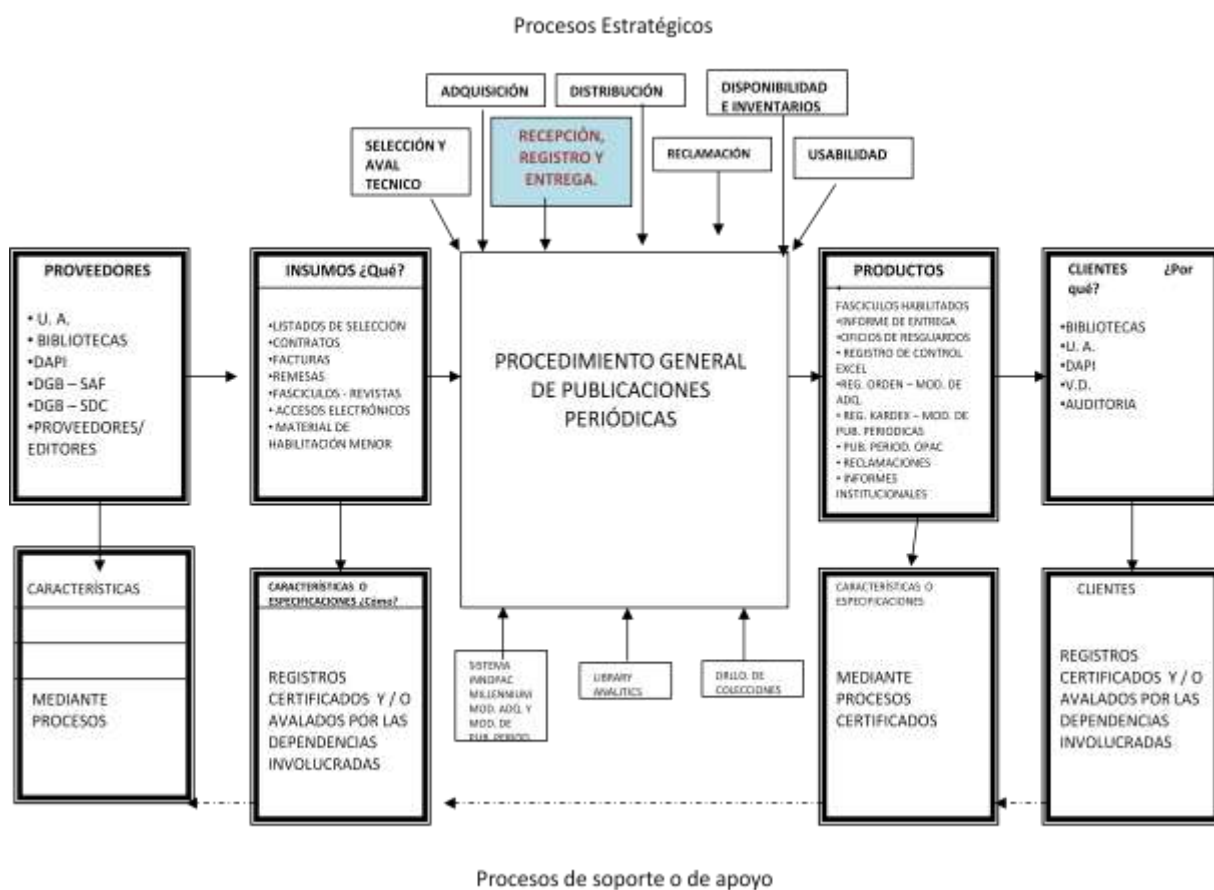 Procesos Estratégicos
ADQUISICIÓN
DISTRIBUCIÓN
DISPONIBILIDAD
E INVENTARIOS
SELECCIÓN Y
AVAL
TECNICO
RECEPCIÓN,
REGISTRO Y
ENTREGA.
RECLAMACIÓN
USABILIDAD
PROVEEDORES
• U. A.
• BIBLIOTECAS
• DAPI
• DGB – SAF
• DGB – SDC
•PROVEEDORES/
EDITORES
INSUMOS ¿Qué?
•LISTADOS DE SELECCIÓN
•CONTRATOS
•FACTURAS
•REMESAS
•FASCICULOS - REVISTAS
• ACCESOS ELECTRÓNICOS
• MATERIAL DE
HABILITACIÓN MENOR
PROCEDIMIENTO GENERAL
DE PUBLICACIONES
PERIÓDICAS
PRODUCTOS
•
FASCICULOS HABILITADOS
•INFORME DE ENTREGA
•OFICIOS DE RESGUARDOS
• REGISTRO DE CONTROL
EXCEL
•REG. ORDEN – MOD. DE
ADQ.
• REG. KARDEX – MOD. DE
PUB. PERIODICAS
• PUB. PERIOD. OPAC
• RECLAMACIONES
• INFORMES
INSTITUCIONALES
CLIENTES ¿Por
qué?
•BIBLIOTECAS
•U. A.
•DAPI
•V.D.
•AUDITORIA
CARACTERÍSTICAS
MEDIANTE
PROCESOS
CARACTERÍSTICAS O
ESPECIFICACIONES ¿Cómo?
REGISTROS
CERTIFICADOS Y / O
AVALADOS POR LAS
DEPENDENCIAS
INVOLUCRADAS
SISTEMA
INNOPAC
MILLENNIUM
MOD. ADQ. Y
MOD. DE
PUB. PERIOD.
LIBRARY
ANALITICS
DRLLO. DE
COLECCIONES
CARACTERÍSTICAS O
ESPECIFICACIONES
MEDIANTE
PROCESOS
CERTIFICADOS
CLIENTES
REGISTROS
CERTIFICADOS Y / O
AVALADOS POR LAS
DEPENDENCIAS
INVOLUCRADAS
Procesos de soporte o de apoyo